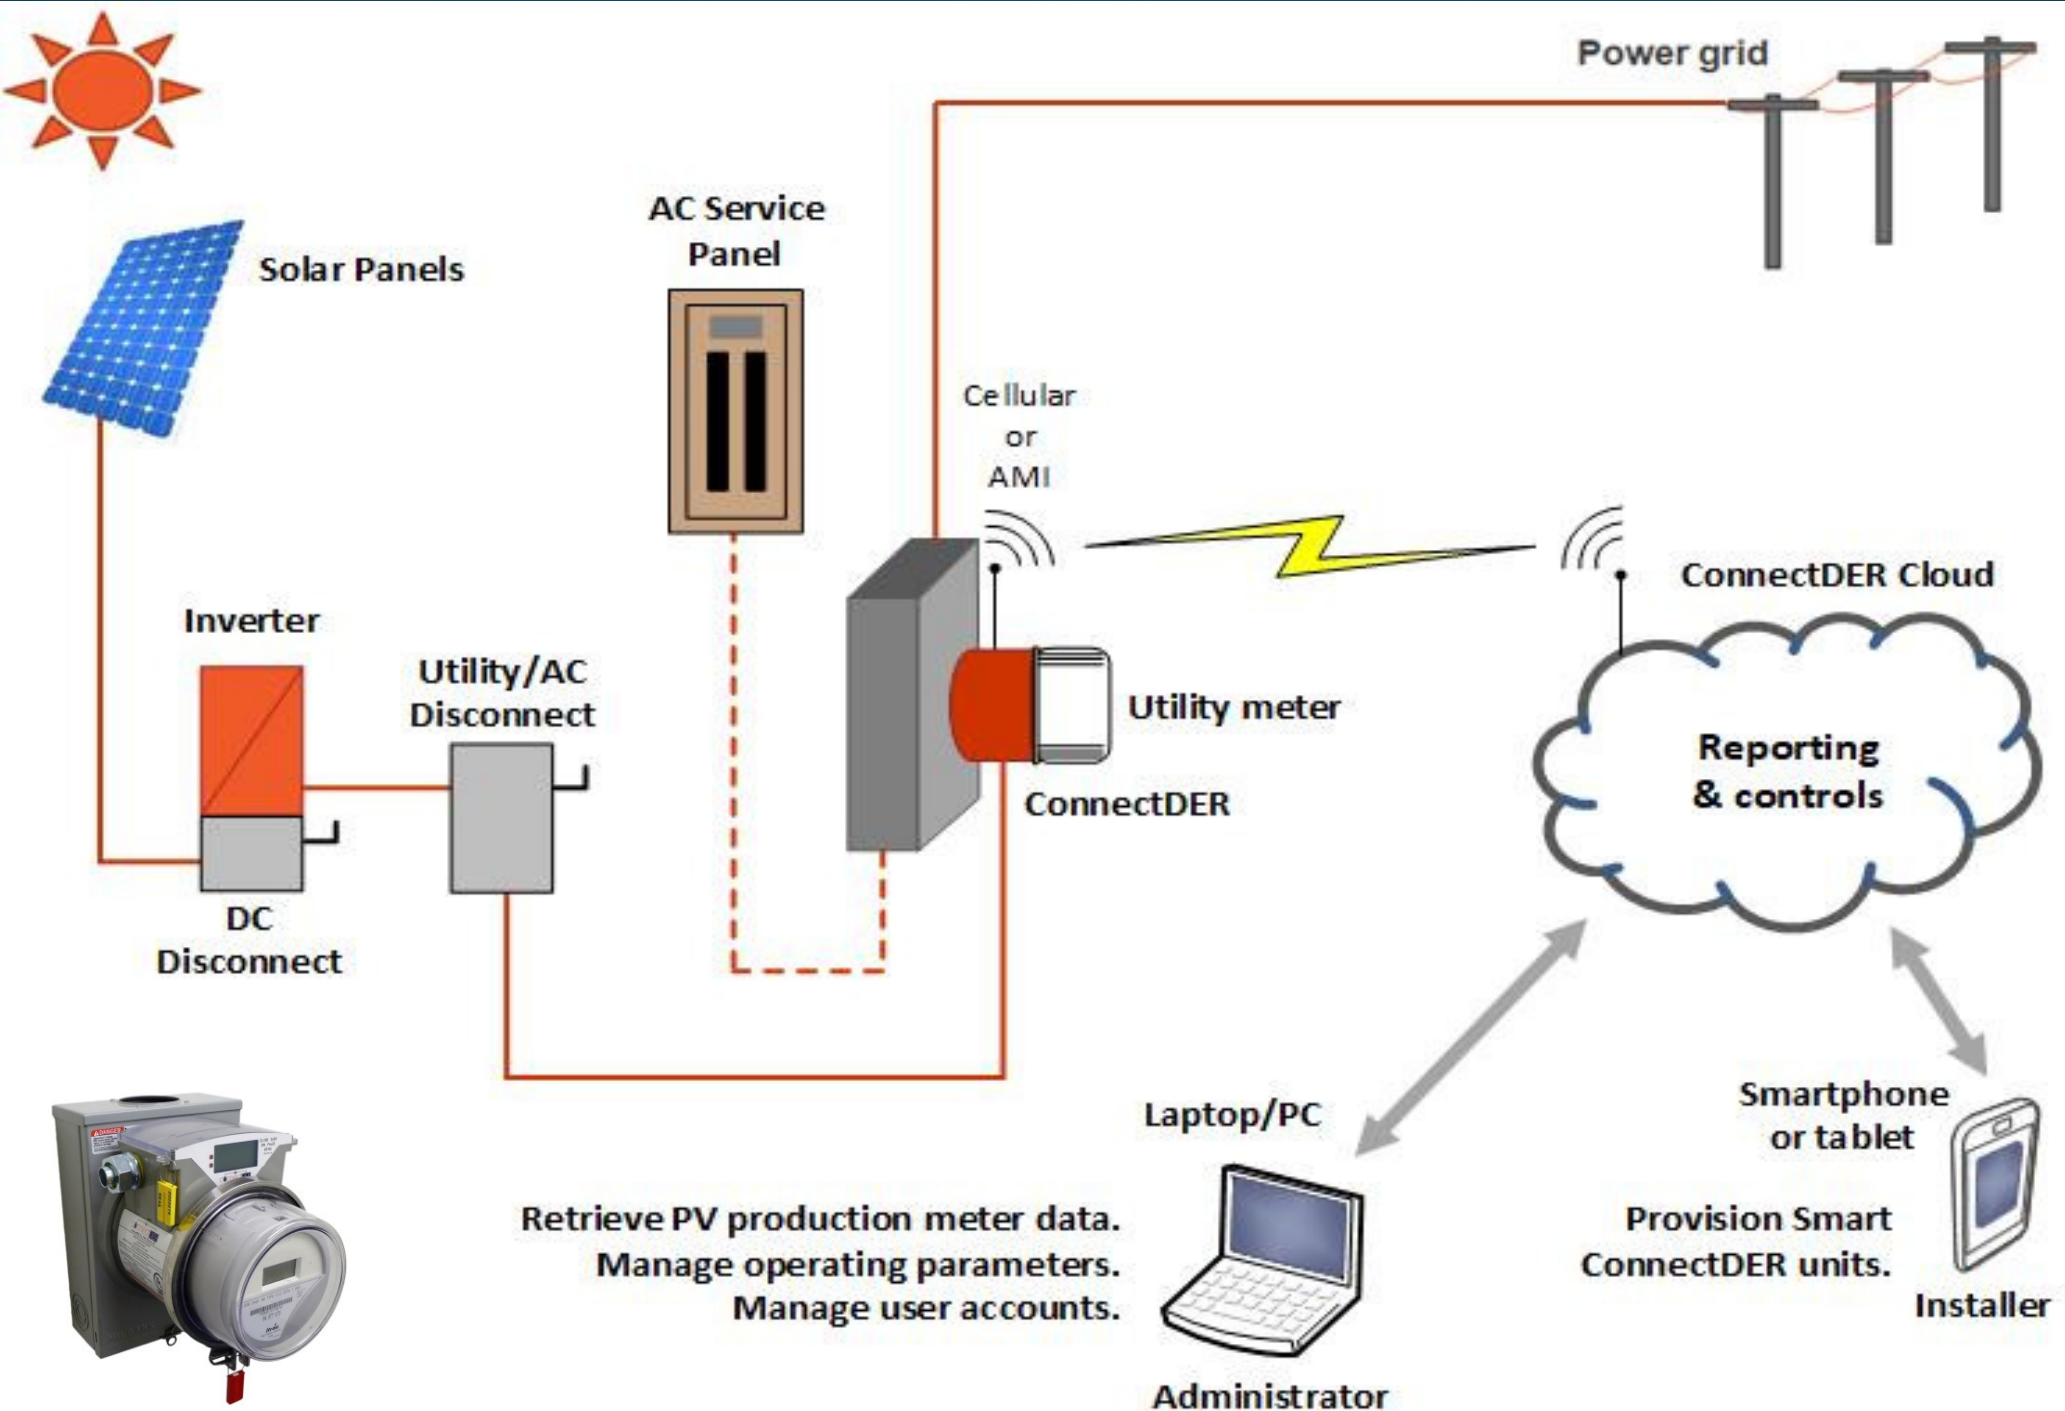 Power grid
AC Service
Panel
Solar Panels
Cellular
or
AMI
ConnectDER Cloud
Inverter
Utility/AC
Disconnect
Utility meter
Reporting
& controls
ConnectDER
DC
Disconnect
Laptop/PC
Smartphone
or tablet
Retrieve PV production meter data.
Manage operating parameters.
Manage user accounts.
Provision Smart
ConnectDER units.
Installer
Administrator
DANGER